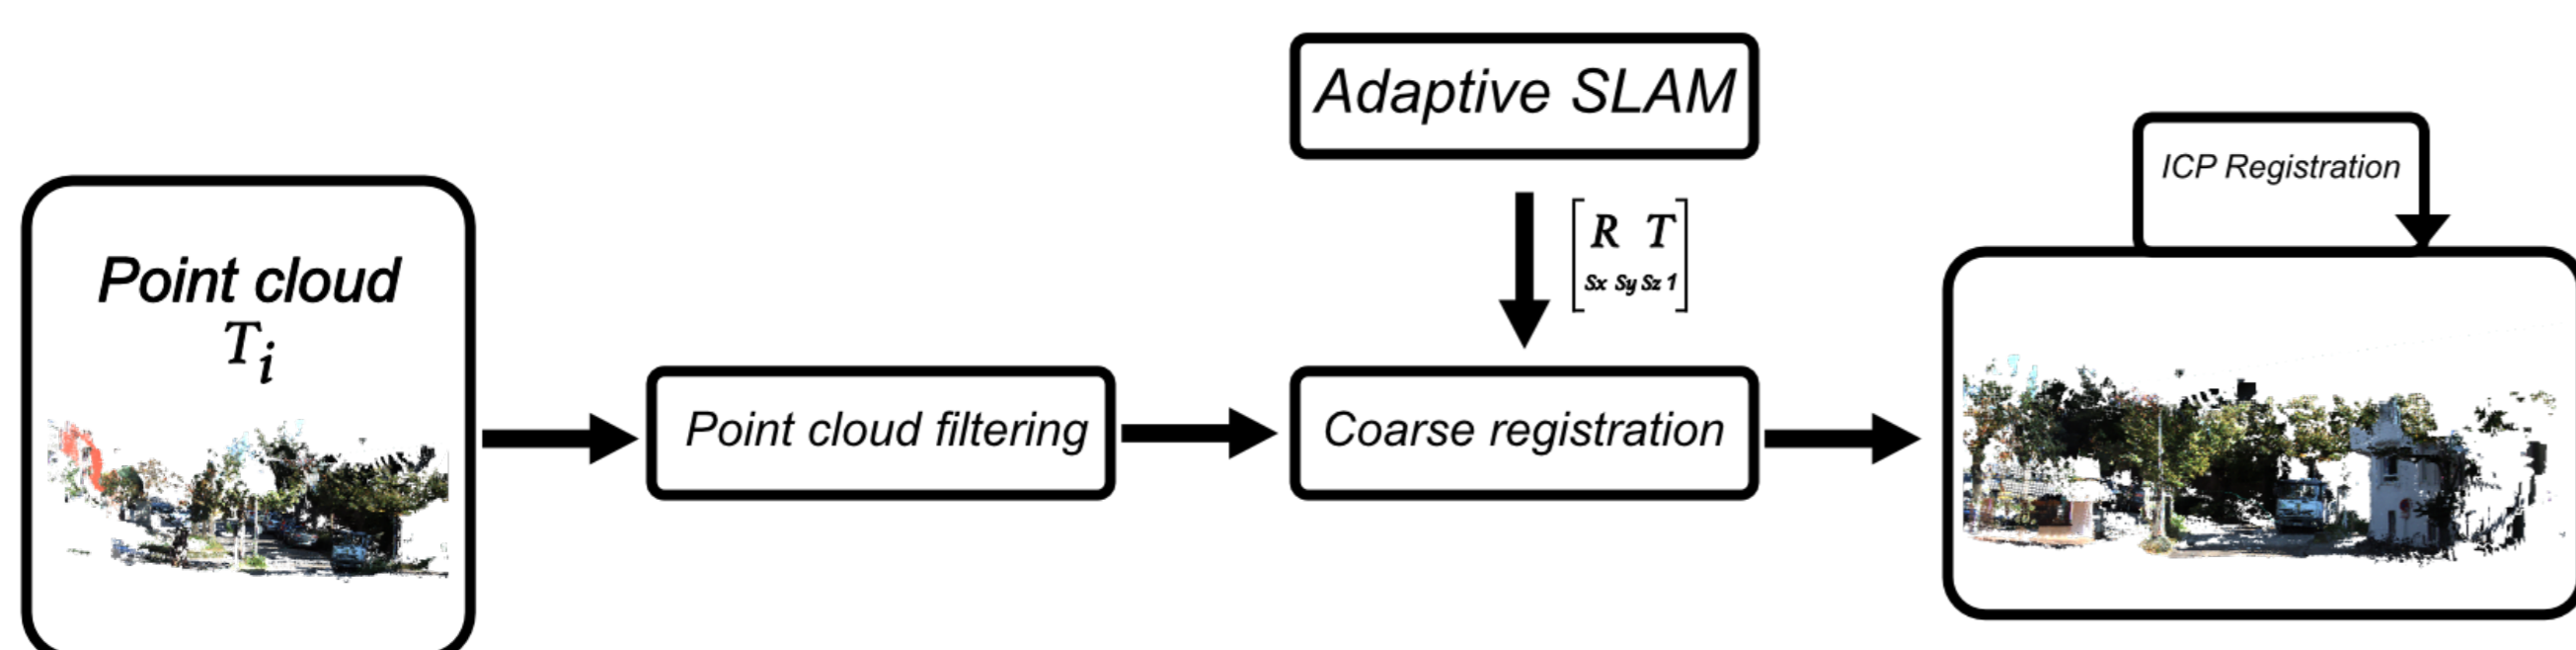 Adaptive SLAM
ICP Registration
R T
Sx Sy Sz 1
Point cloud
Ti
Point cloud filtering
Coarse registration